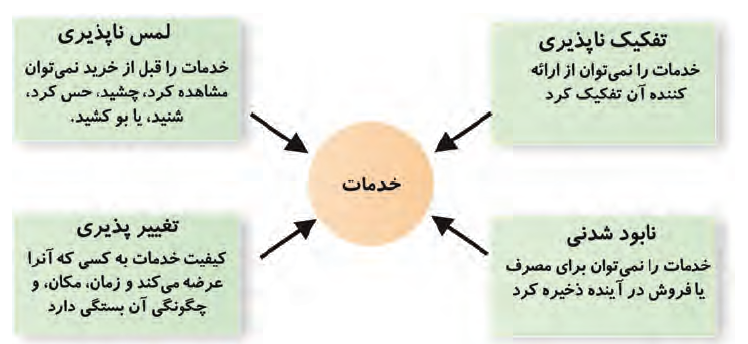 تفکیک ناپذیری
خدمات را نمی‌توان از ارائه
کننده آن تفکیک کرد
لمس ناپذیری
خدمات را قبل از خرید نمی‌توان
مشاهده کرد، چشید، حس کرد،
شنید، یا بو کشید.
خدمات
نابود شدنی
خدمات را نمی‌توان برای مصرف
یا فروش در آینده ذخیره کرد
تغییر پذیری
کیفیت خدمات به کسی که آنرا
عرضه می‌کند و زمان، مکان، و
چگونگی آن بستگی دارد